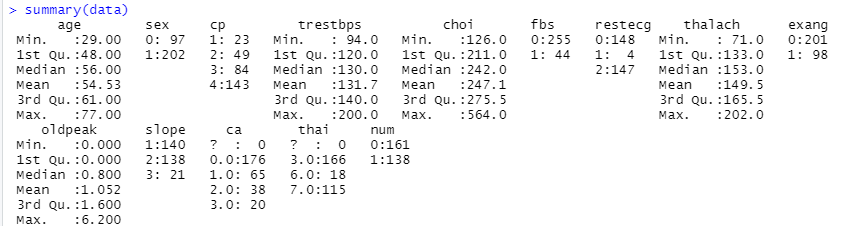 > summary(data)
      age        sex     cp         trestbps          choi        fbs     restecg    thalach      exang
 Min.   :29.00   0: 97   1: 23   Min.   : 94.0   Min.   :126.0   0:255   0:148   Min.   : 71.0   0:201
 1st Qu.:48.00   1:202   2: 49   1st Qu.:120.0   1st Qu.:211.0   1: 44   1:  4   1st Qu.:133.0   1: 98
 Median :56.00           3: 84   Median :130.0   Median :242.0           2:147   Median :153.0
 Mean   :54.53           4:143   Mean   :131.7   Mean   :247.1                   Mean   :149.5
 3rd Qu.:61.00                   3rd Qu.:140.0   3rd Qu.:275.5                   3rd Qu.:165.5
 Max.   :77.00                   Max.   :200.0   Max.   :564.0                   Max.   :202.0
    oldpeak      slope   ca        thai      num
 Min.   :0.000   1:140   ?  :  0   ?  :  0   0:161
 1st Qu.:0.000   2:138   0.0:176   3.0:166   1:138
 Median :0.800   3: 21   1.0: 65   6.0: 18
 Mean   :1.052           2.0: 38   7.0:115
 3rd Qu.:1.600           3.0: 20
 Max.   :6.200